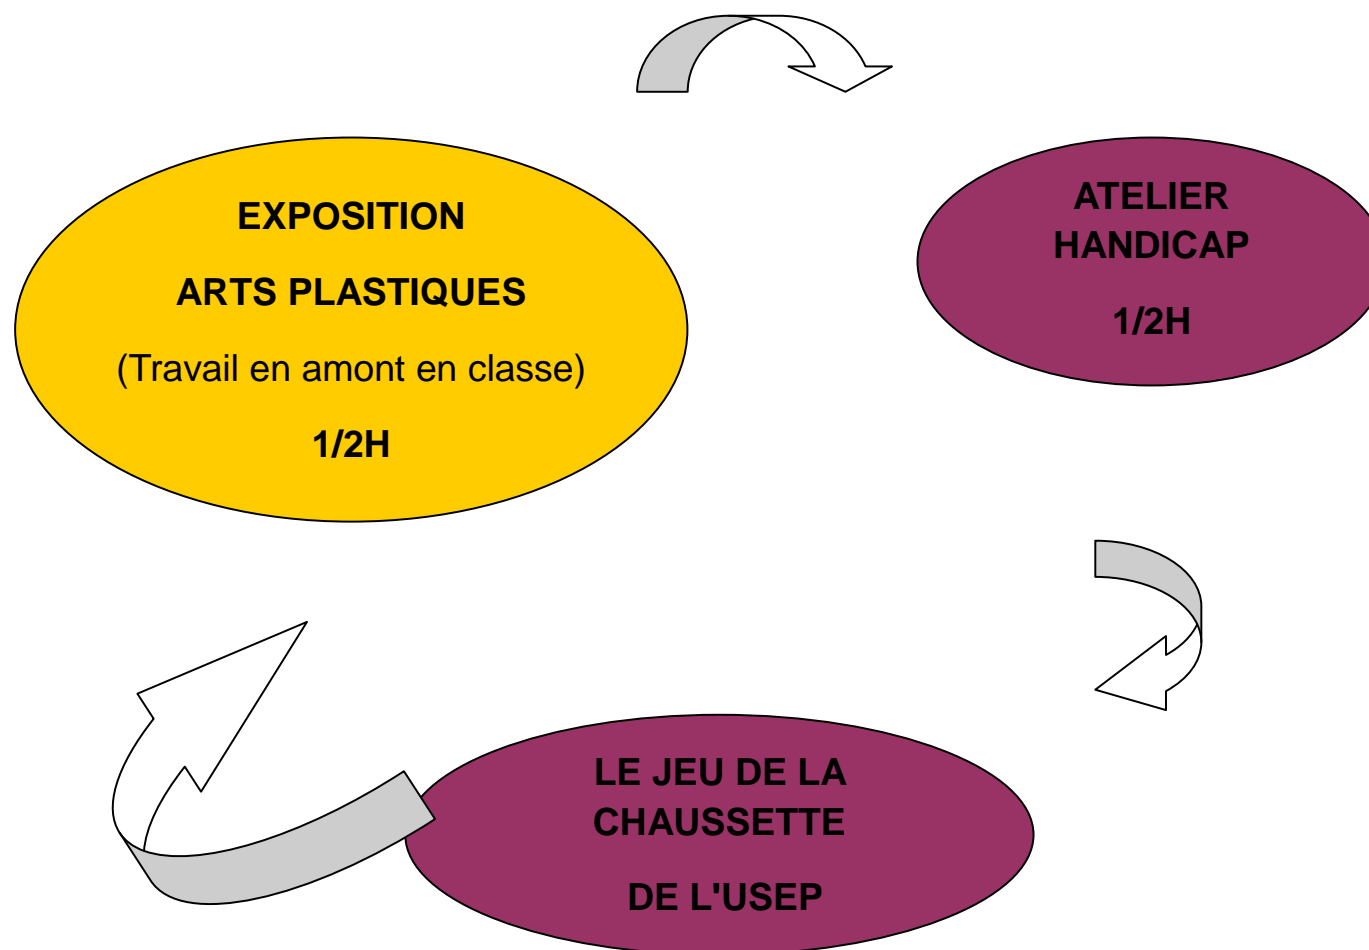 EXPOSITION
ARTS PLASTIQUES
(Travail en amont en classe)
1/2H
ATELIER
HANDICAP
1/2H
LE JEU DE LA
CHAUSSETTE
DE L'USEP